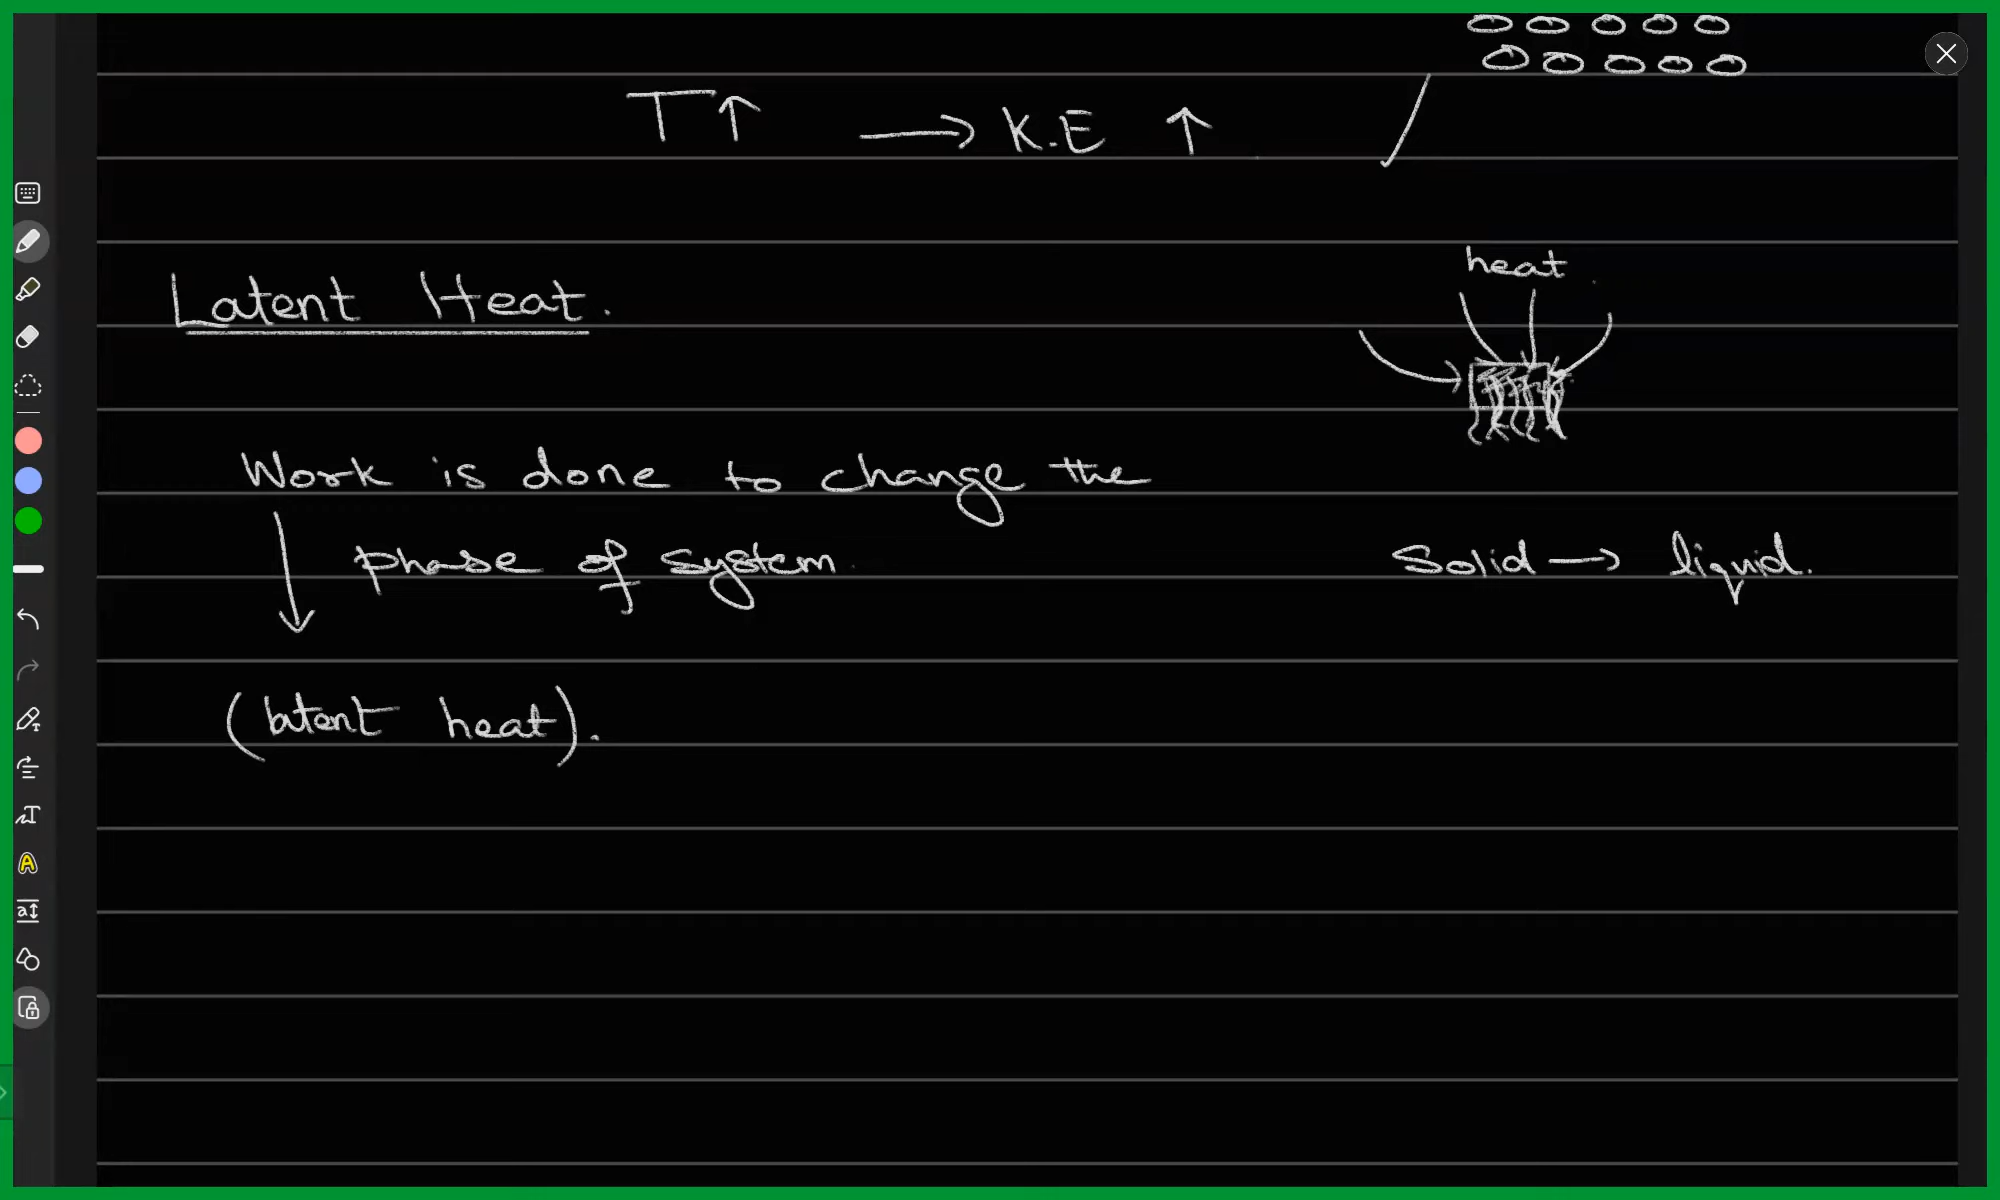 T↑ → K.E ↑
Latent Heat.
heat
Work is done to change the
phase of system.
Solid → liquid.
(latent heat).